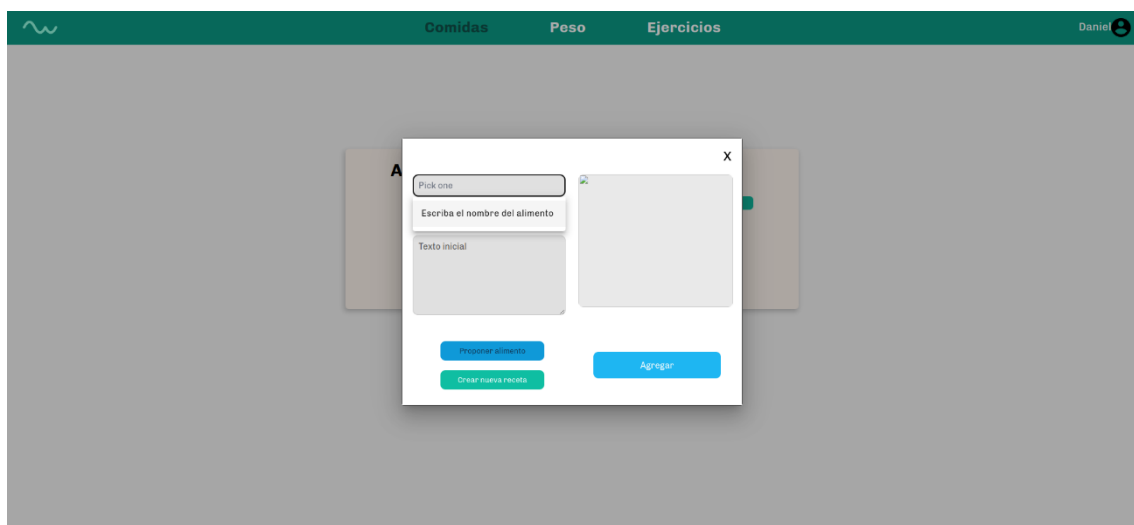 Comidas Peso Ejercicios Daniel
X
A
Pick one
Escriba el nombre del alimento
Texto inicial
Proponer alimento
Crear nueva receta
Agregar